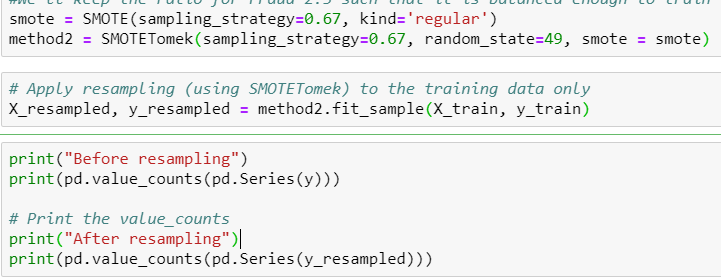 #We'll keep the ratio for fraud 2:3 such that it is balanced enough to train
smote = SMOTE(sampling_strategy=0.67, kind='regular')
method2 = SMOTETomek(sampling_strategy=0.67, random_state=49, smote = smote)
# Apply resampling (using SMOTETomek) to the training data only
X_resampled, y_resampled = method2.fit_sample(X_train, y_train)
print("Before resampling")
print(pd.value_counts(pd.Series(y)))
# Print the value_counts
print("After resampling")
print(pd.value_counts(pd.Series(y_resampled)))